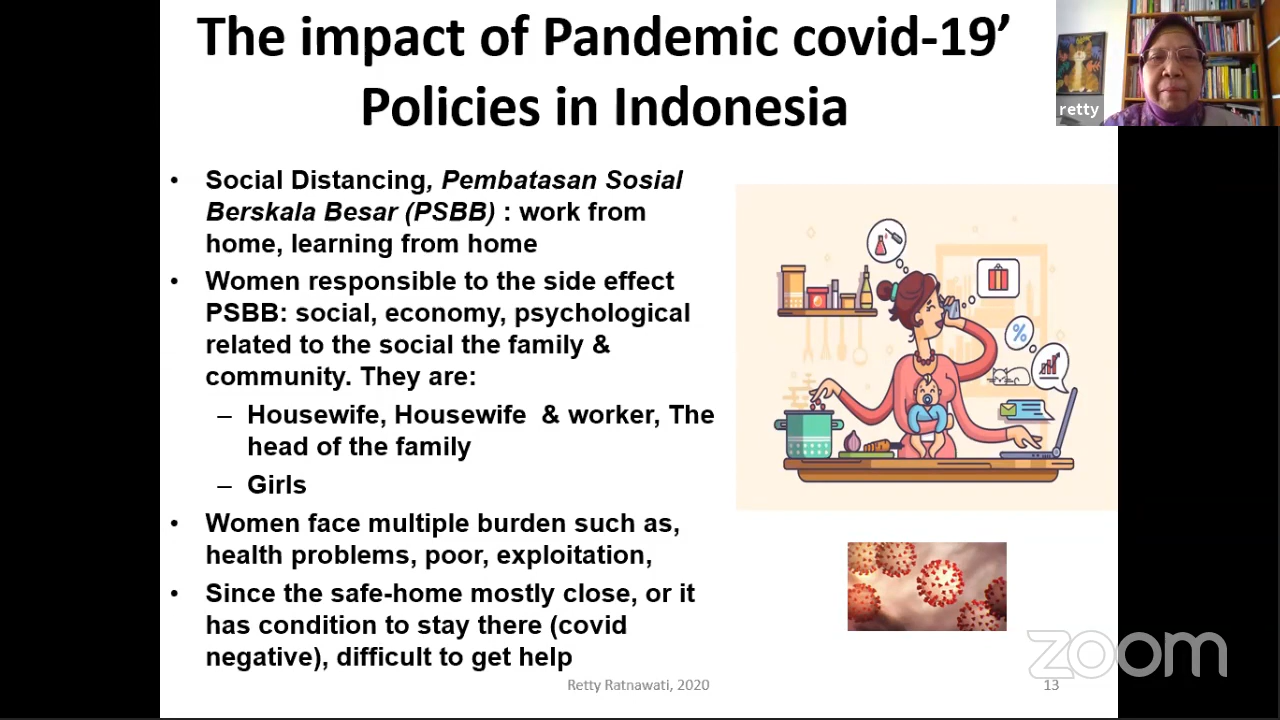 The impact of Pandemic covid-19’
Policies in Indonesia
retty
• Social Distancing, Pembatasan Sosial
Berskala Besar (PSBB) : work from
home, learning from home
• Women responsible to the side effect
PSBB: social, economy, psychological
related to the social the family &
community. They are:
– Housewife, Housewife & worker, The
head of the family
– Girls
• Women face multiple burden such as,
health problems, poor, exploitation,
• Since the safe-home mostly close, or it
has condition to stay there (covid
negative), difficult to get help
%
Retty Ratnawati, 2020
13
zoom